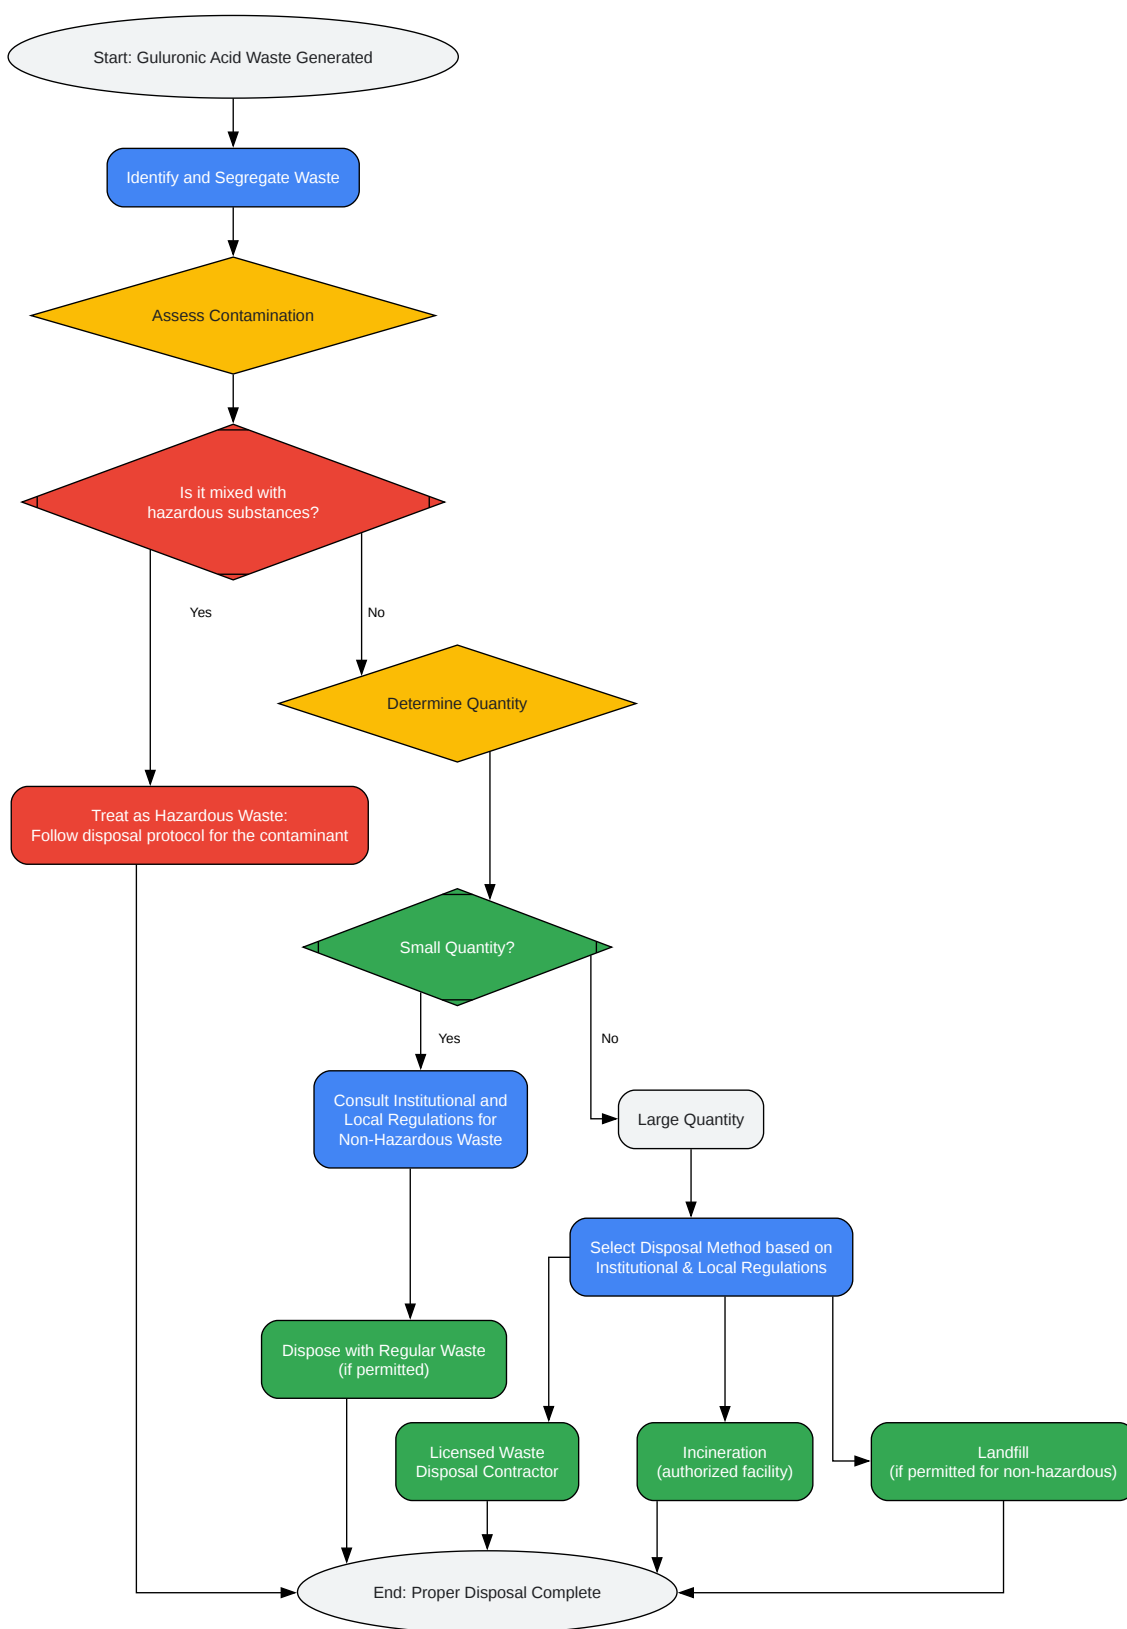 Start: Guluronic Acid Waste Generated
Identify and Segregate Waste
Assess Contamination
Is it mixed with
hazardous substances?
Yes
No
Determine Quantity
Treat as Hazardous Waste:
Follow disposal protocol for the contaminant
Small Quantity?
Yes
No
Consult Institutional and
Local Regulations for
Non-Hazardous Waste
Large Quantity
Select Disposal Method based on
Institutional & Local Regulations
Dispose with Regular Waste
(if permitted)
Licensed Waste
Disposal Contractor
Incineration
(authorized facility)
Landfill
(if permitted for non-hazardous)
End: Proper Disposal Complete